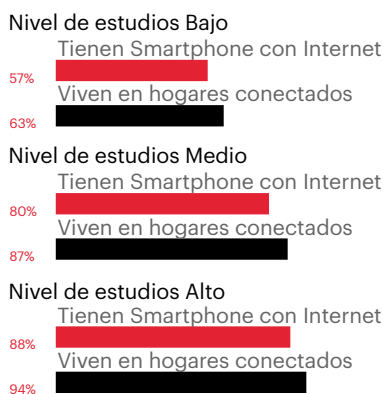 Nivel de estudios Bajo
Tienen Smartphone con Internet
57%
Viven en hogares conectados
63%
Nivel de estudios Medio
Tienen Smartphone con Internet
80%
Viven en hogares conectados
87%
Nivel de estudios Alto
Tienen Smartphone con Internet
88%
Viven en hogares conectados
94%